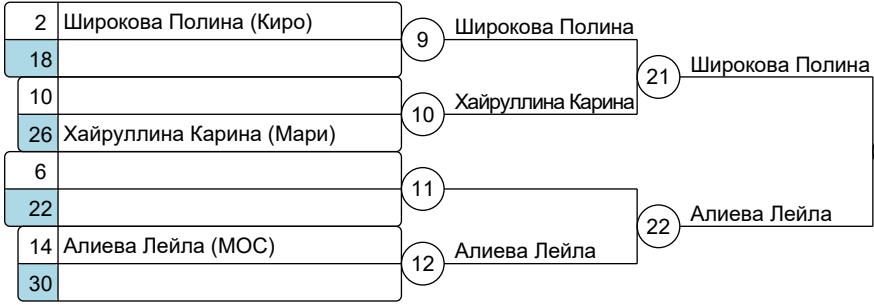 2 Широкова Полина (Киро)
18
9
Широкова Полина
10
26 Хайруллина Карина (Мари)
10
Хайруллина Карина
21
Широкова Полина
6
22
11
14 Алиева Лейла (МОС)
30
12
Алиева Лейла
22
Алиева Лейла